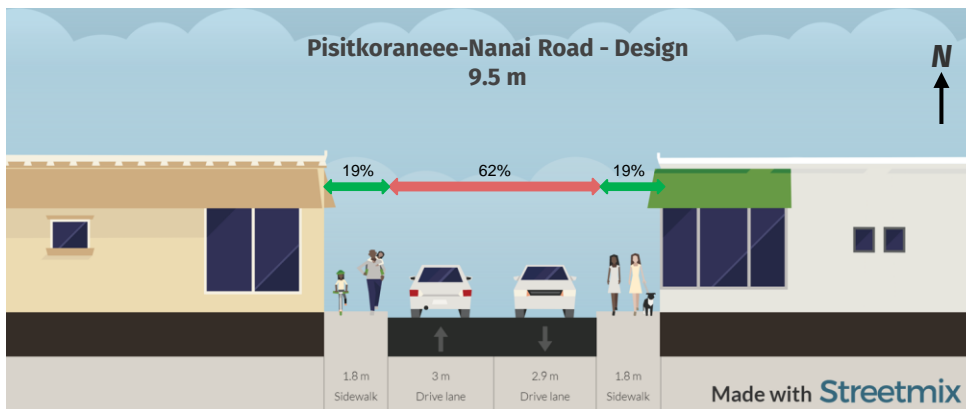 Pisitkoraneee-Nanai Road - Design
9.5 m
N
19%
62%
19%
1.8 m
Sidewalk
3 m
Drive lane
2.9 m
Drive lane
1.8 m
Sidewalk
Made with Streetmix